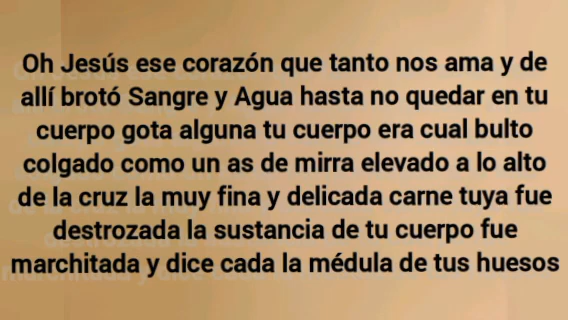 Oh Jesús ese corazón que tanto nos ama y de
allí brotó Sangre y Agua hasta no quedar en tu
cuerpo gota alguna tu cuerpo era cual bulto
colgado como un as de mirra elevado a lo alto
de la cruz la muy fina y delicada carne tuya fue
destrozada la sustancia de tu cuerpo fue
marchitada y dice cada la médula de tus huesos